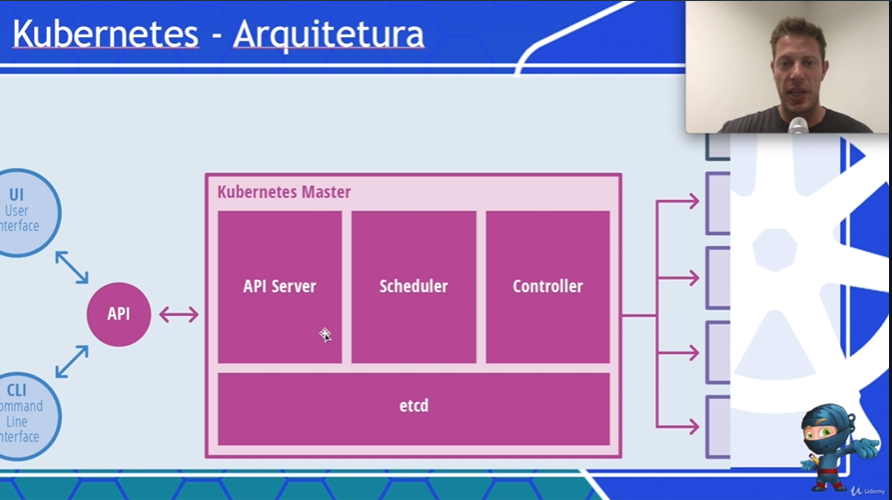 Kubernetes - Arquitetura
UI
User
nterface
API
CLI
ommand
Line
nterface
Kubernetes Master
API Server
Scheduler
Controller
etcd
Udemy